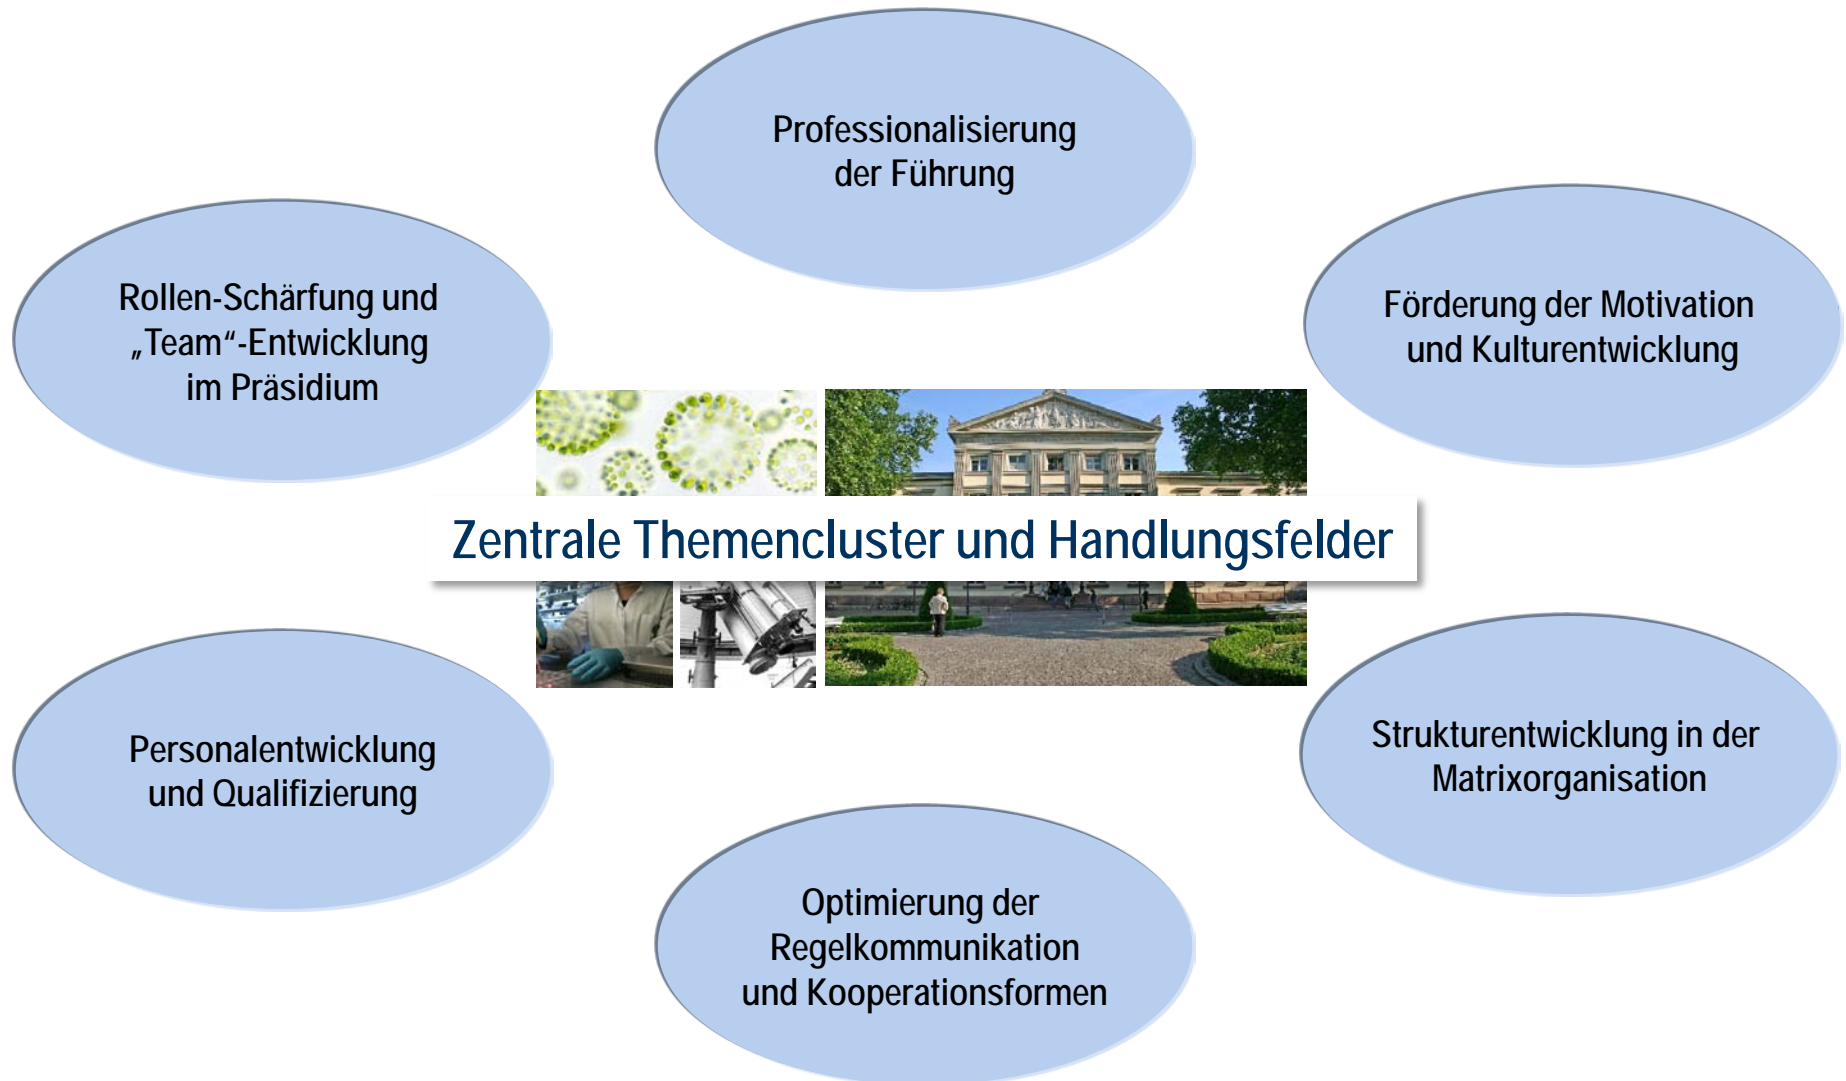 Professionalisierung
der Führung
Rollen-Schärfung und
„Team“-Entwicklung
im Präsidium
Förderung der Motivation
und Kulturentwicklung
Zentrale Themencluster und Handlungsfelder
Personalentwicklung
und Qualifizierung
Strukturentwicklung in der
Matrixorganisation
Optimierung der
Regelkommunikation
und Kooperationsformen